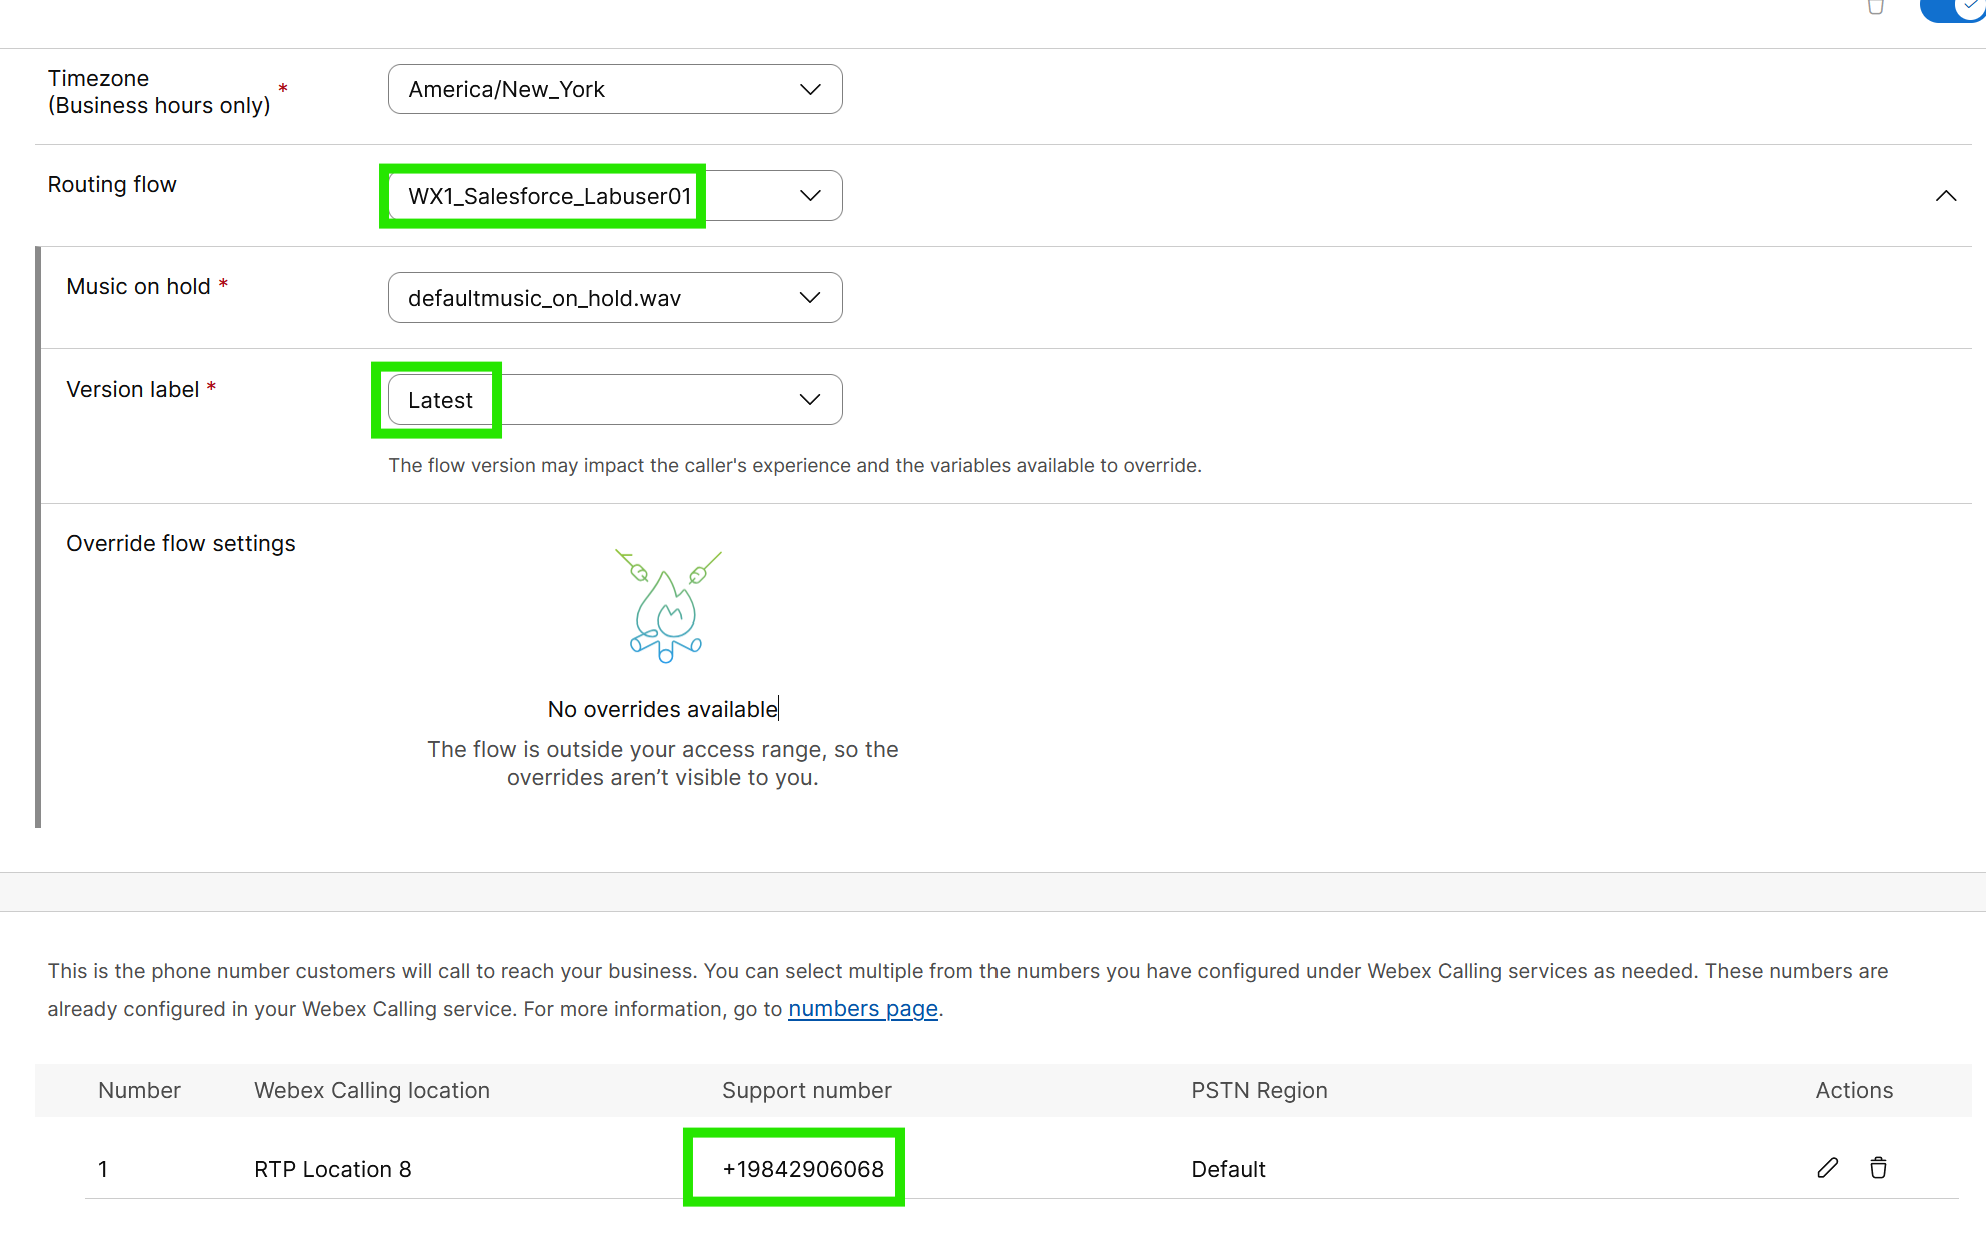 Timezone
(Business hours only) *
America/New_York
Routing flow
WX1_Salesforce_Labuser01
Music on hold *
defaultmusic_on_hold.wav
Version label *
Latest
The flow version may impact the caller's experience and the variables available to override.
Override flow settings
No overrides available
The flow is outside your access range, so the
overrides aren’t visible to you.
This is the phone number customers will call to reach your business. You can select multiple from the numbers you have configured under Webex Calling services as needed. These numbers are
already configured in your Webex Calling service. For more information, go to numbers page.
Number Webex Calling location Support number PSTN Region Actions
1 RTP Location 8 +19842906068 Default